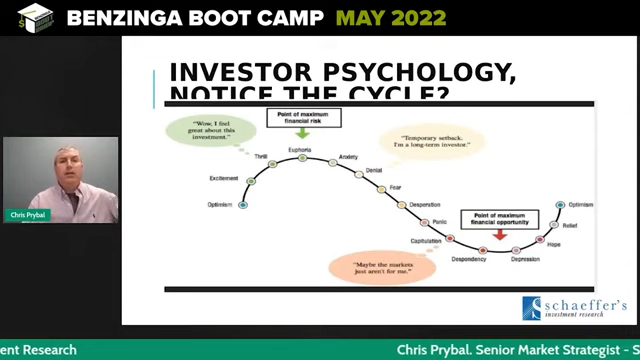 BENZINGA BOOT CAMP MAY 2022
INVESTOR PSYCHOLOGY,
NOTICE THE CYCLE?
Point of maximum
financial risk
"Wow, I feel
great about this
investment."
"Temporary setback,
I'm a long-term investor."
Euphoria
Thrill
Anxiety
Denial
Excitement
Fear
Optimism
Desperation
Optimism
Panic
Point of maximum
financial opportunity
Relief
Capitulation
Hope
Despondency
Depression
"Maybe the markets
just aren't for me."
Chris Prybal
schaeffer's
investment research
ent Research
Chris Prybal. Senior Market Strategist - S